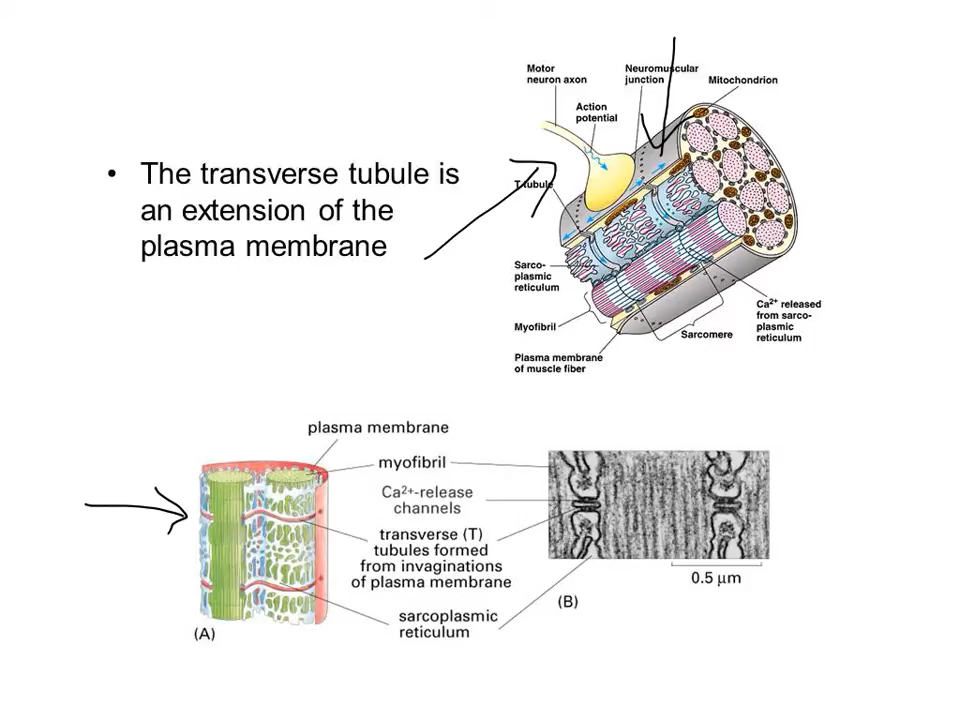 • The transverse tubule is
an extension of the
plasma membrane
Motor
neuron axon
Neuromuscular
junction
Mitochondrion
Action
potential
T tubule
Sarco-
plasmic
reticulum
Myofibril
Plasma membrane
of muscle fiber
Sarcomere
Ca2+ released
from sarco-
plasmic
reticulum
plasma membrane
myofibril
Ca2+-release
channels
transverse (T)
tubules formed
from invaginations
of plasma membrane
sarcoplasmic
reticulum
(A)
0.5 μm
(B)